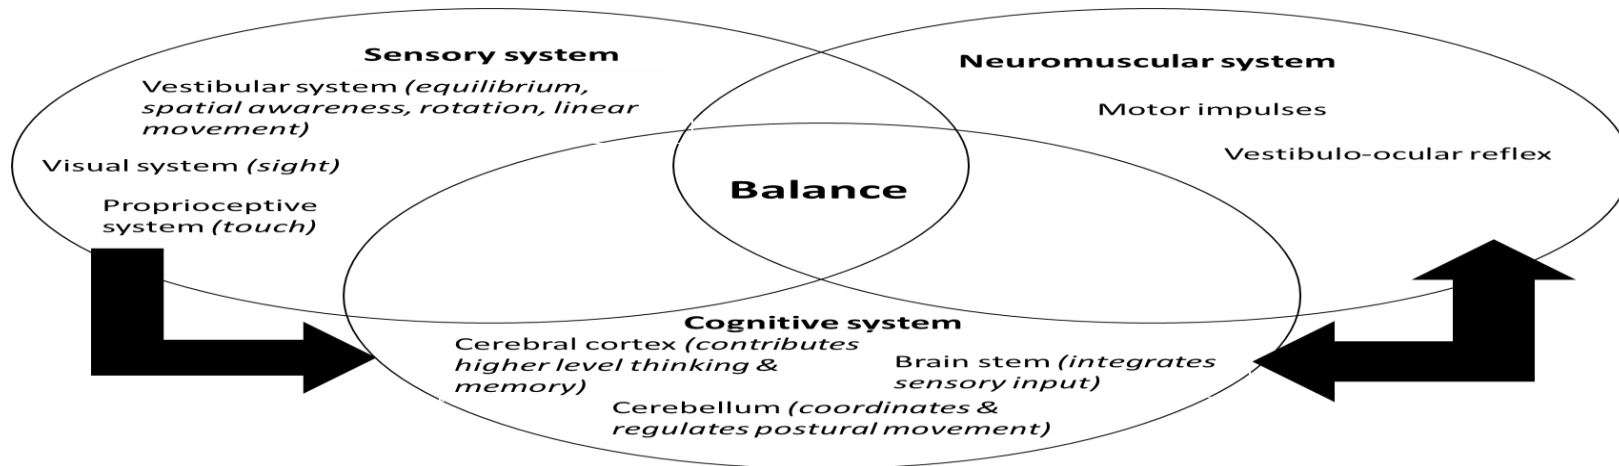 Sensory system
Vestibular system (equilibrium,
spatial awareness, rotation, linear
movement)
Visual system (sight)
Proprioceptive
system (touch)
Neuromuscular system
Motor impulses
Vestibulo-ocular reflex
Balance
Cognitive system
Cerebral cortex (contributes
higher level thinking &
memory)
Brain stem (integrates
sensory input)
Cerebellum (coordinates &
regulates postural movement)